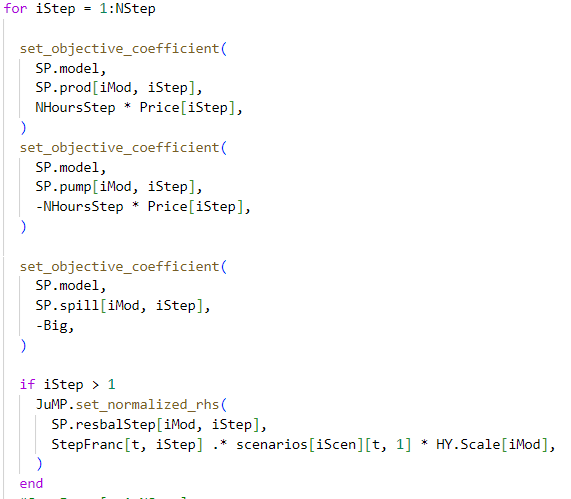 for iStep = 1:NStep
set_objective_coefficient(
SP.model,
SP.prod[iMod, iStep],
NHoursStep * Price[iStep],
)
set_objective_coefficient(
SP.model,
SP.pump[iMod, iStep],
-NHoursStep * Price[iStep],
)
set_objective_coefficient(
SP.model,
SP.spill[iMod, iStep],
-Big,
)
if iStep > 1
JuMP.set_normalized_rhs(
SP.resbalStep[iMod, iStep],
StepFranc[t, iStep] .* scenarios[iScen][t, 1] * HY.Scale[iMod],
)
end